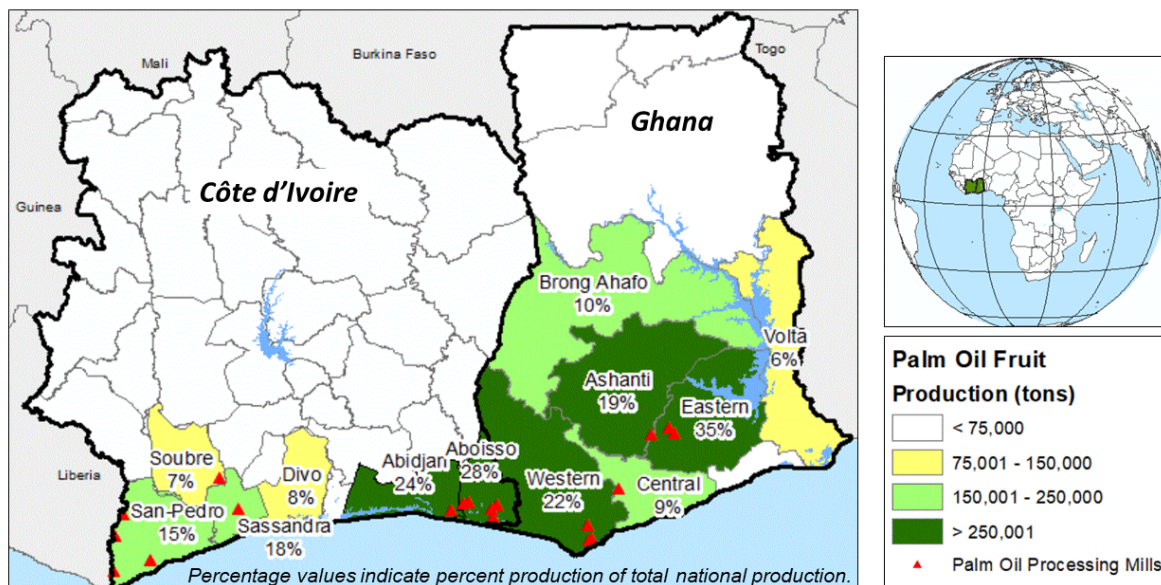 Mali
Burkina Faso
Togo
Ghana
Côte d'Ivoire
Guinea
Brong Ahafo
10%
Volta
6%
Ashanti
19%
Eastern
35%
Soubre
7%
Divo
8%
Abidjan
24%
Aboisso
28%
Western
22%
Central
9%
Liberia
San-Pedro
15%
Sassandra
18%
Percentage values indicate percent production of total national production.
Palm Oil Fruit
Production (tons)
< 75,000
75,001 - 150,000
150,001 - 250,000
> 250,001
Palm Oil Processing Mills